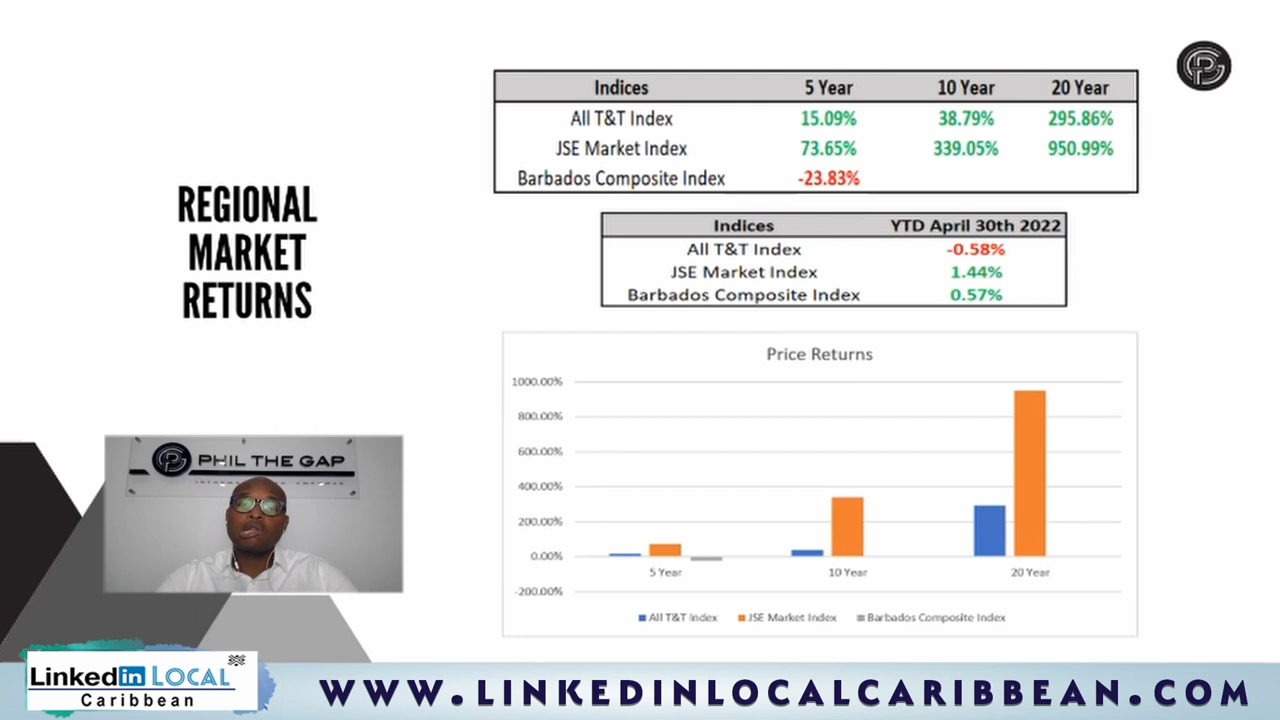 REGIONAL
MARKET
RETURNS
Indices 5 Year 10 Year 20 Year
All T&T Index 15.09% 38.79% 295.86%
JSE Market Index 73.65% 339.05% 950.99%
Barbados Composite Index -23.83%
Indices YTD April 30th 2022
All T&T Index -0.58%
JSE Market Index 1.44%
Barbados Composite Index 0.57%
Price Returns
1000.00%
800.00%
600.00%
400.00%
200.00%
0.00%
-200.00%
5 Year 10 Year 20 Year
All T&T Index JSE Market Index Barbados Composite Index
PHIL THE GAP
Linkedin LOCAL
Caribbean
WWW.LINKEDINLOCALCARIBBEAN.COM